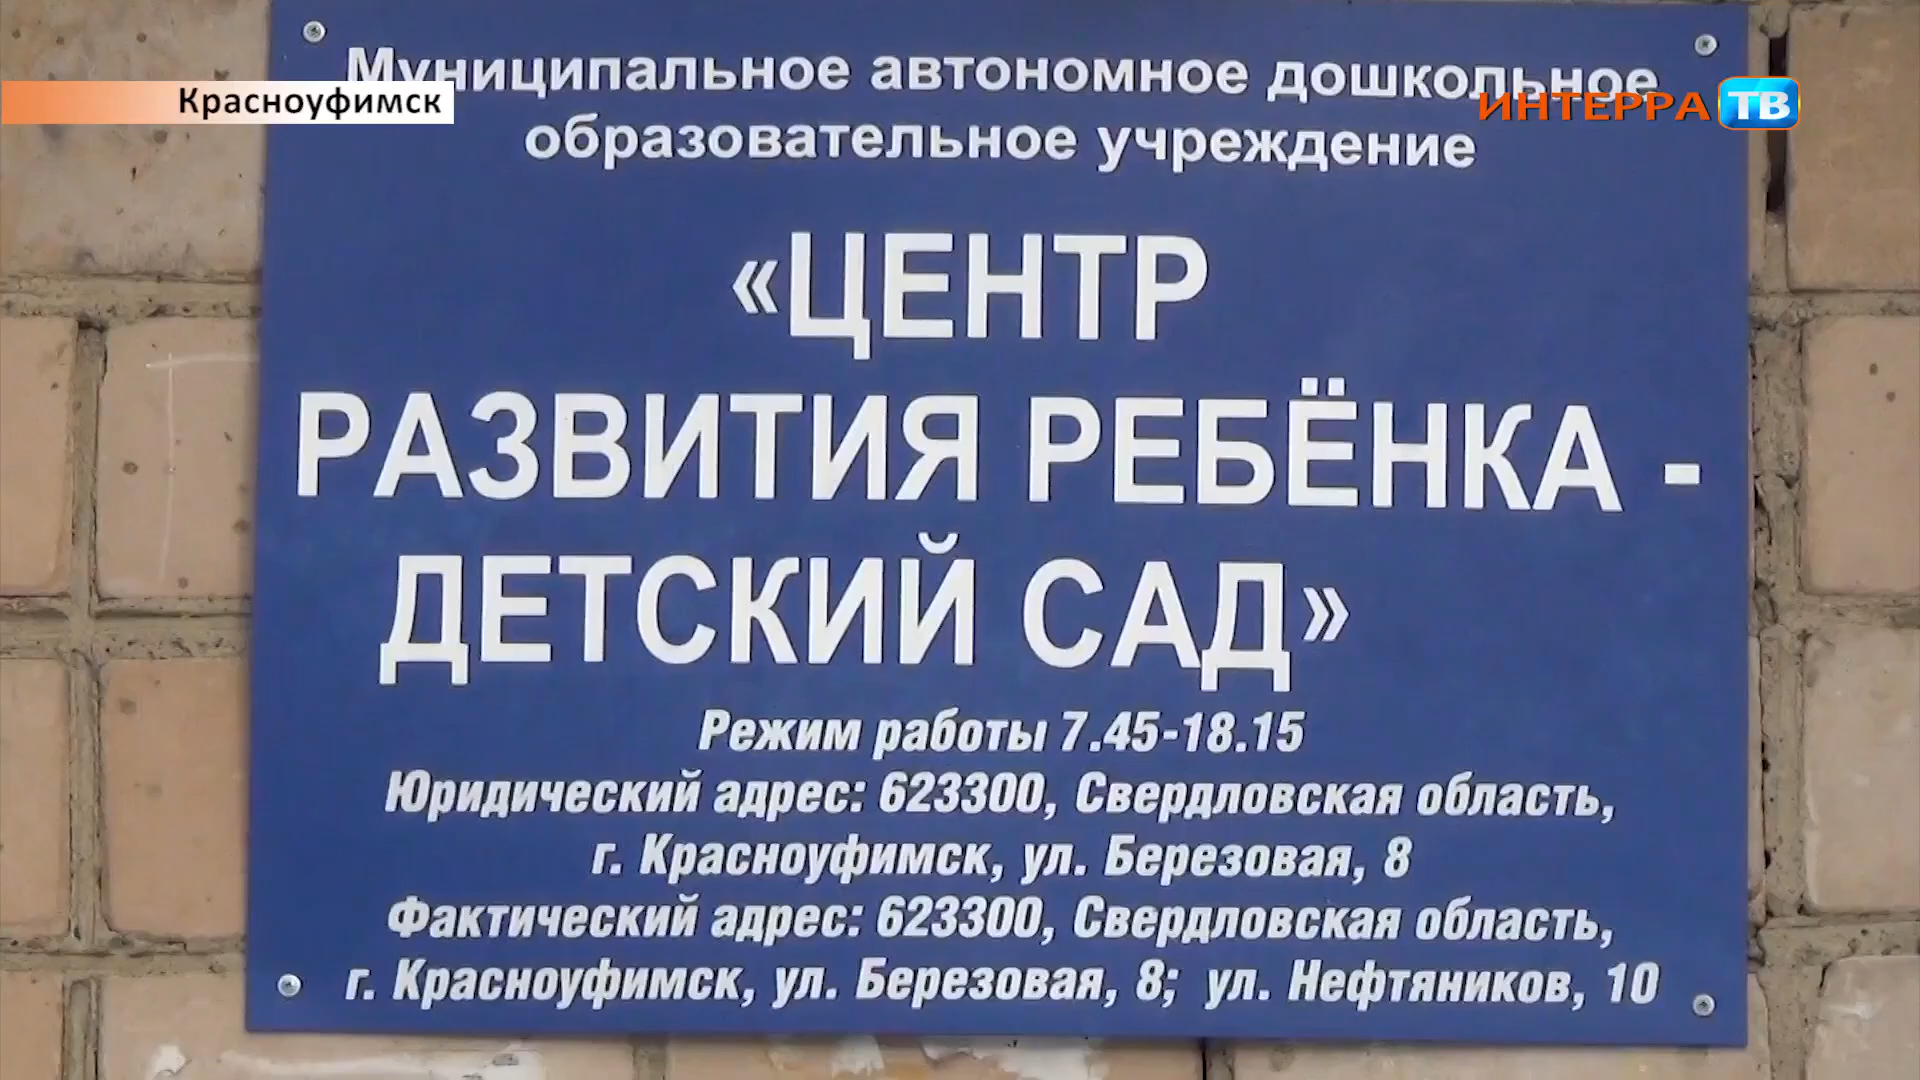 Муниципальное автономное дошкольное
Красноуфимск
ИНТЕРРА ТВ
образовательное учреждение
«ЦЕНТР
РАЗВИТИЯ РЕБЁНКА -
ДЕТСКИЙ САД»
Режим работы 7.45-18.15
Юридический адрес: 623300, Свердловская область,
г. Красноуфимск, ул. Березовая, 8
Фактический адрес: 623300, Свердловская область,
г. Красноуфимск, ул. Березовая, 8; ул. Нефтяников, 10